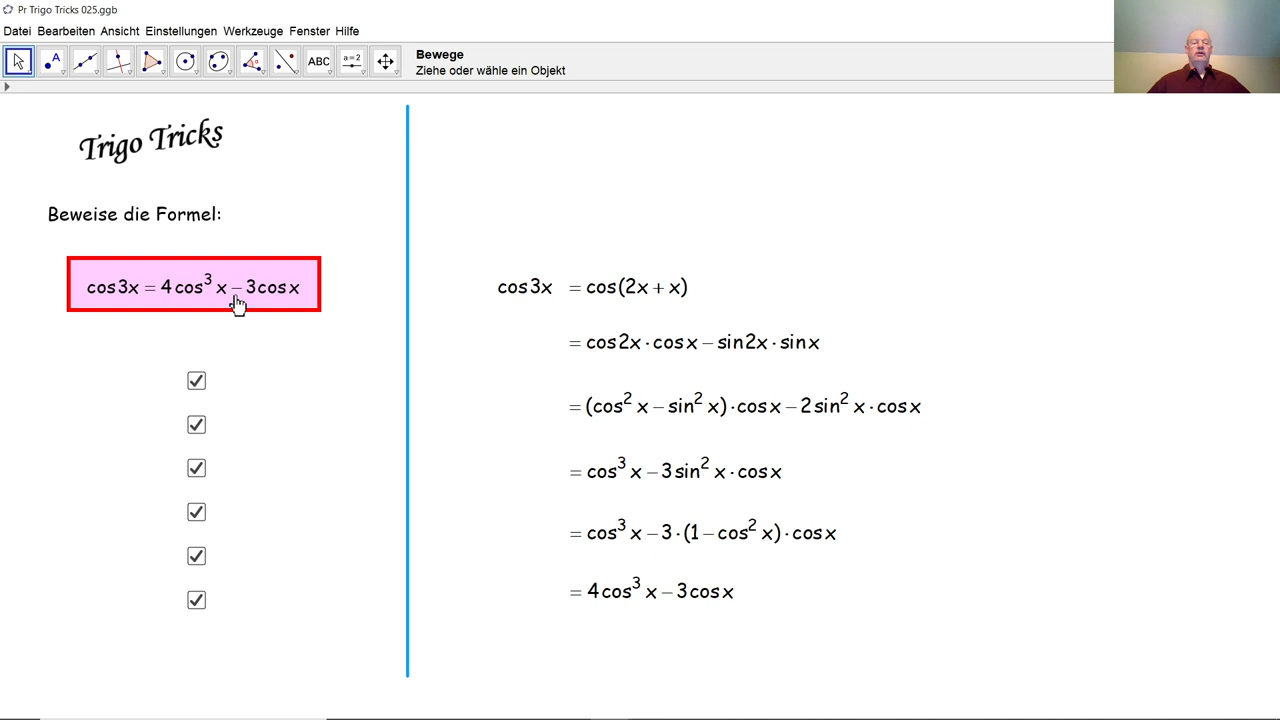 Pr Trigo Tricks 025.ggb
Datei Bearbeiten Ansicht Einstellungen Werkzeuge Fenster Hilfe
A
ABC
a=2
Bewege
Ziehe oder wähle ein Objekt
Trigo Tricks
Beweise die Formel:
cos3x = 4cos³x − 3cosx
cos3x = cos(2x + x)
= cos2x · cosx − sin2x · sinx
= (cos²x − sin²x) · cosx − 2sin²x · cosx
= cos³x − 3sin²x · cosx
= cos³x − 3 · (1 − cos²x) · cosx
= 4cos³x − 3cosx